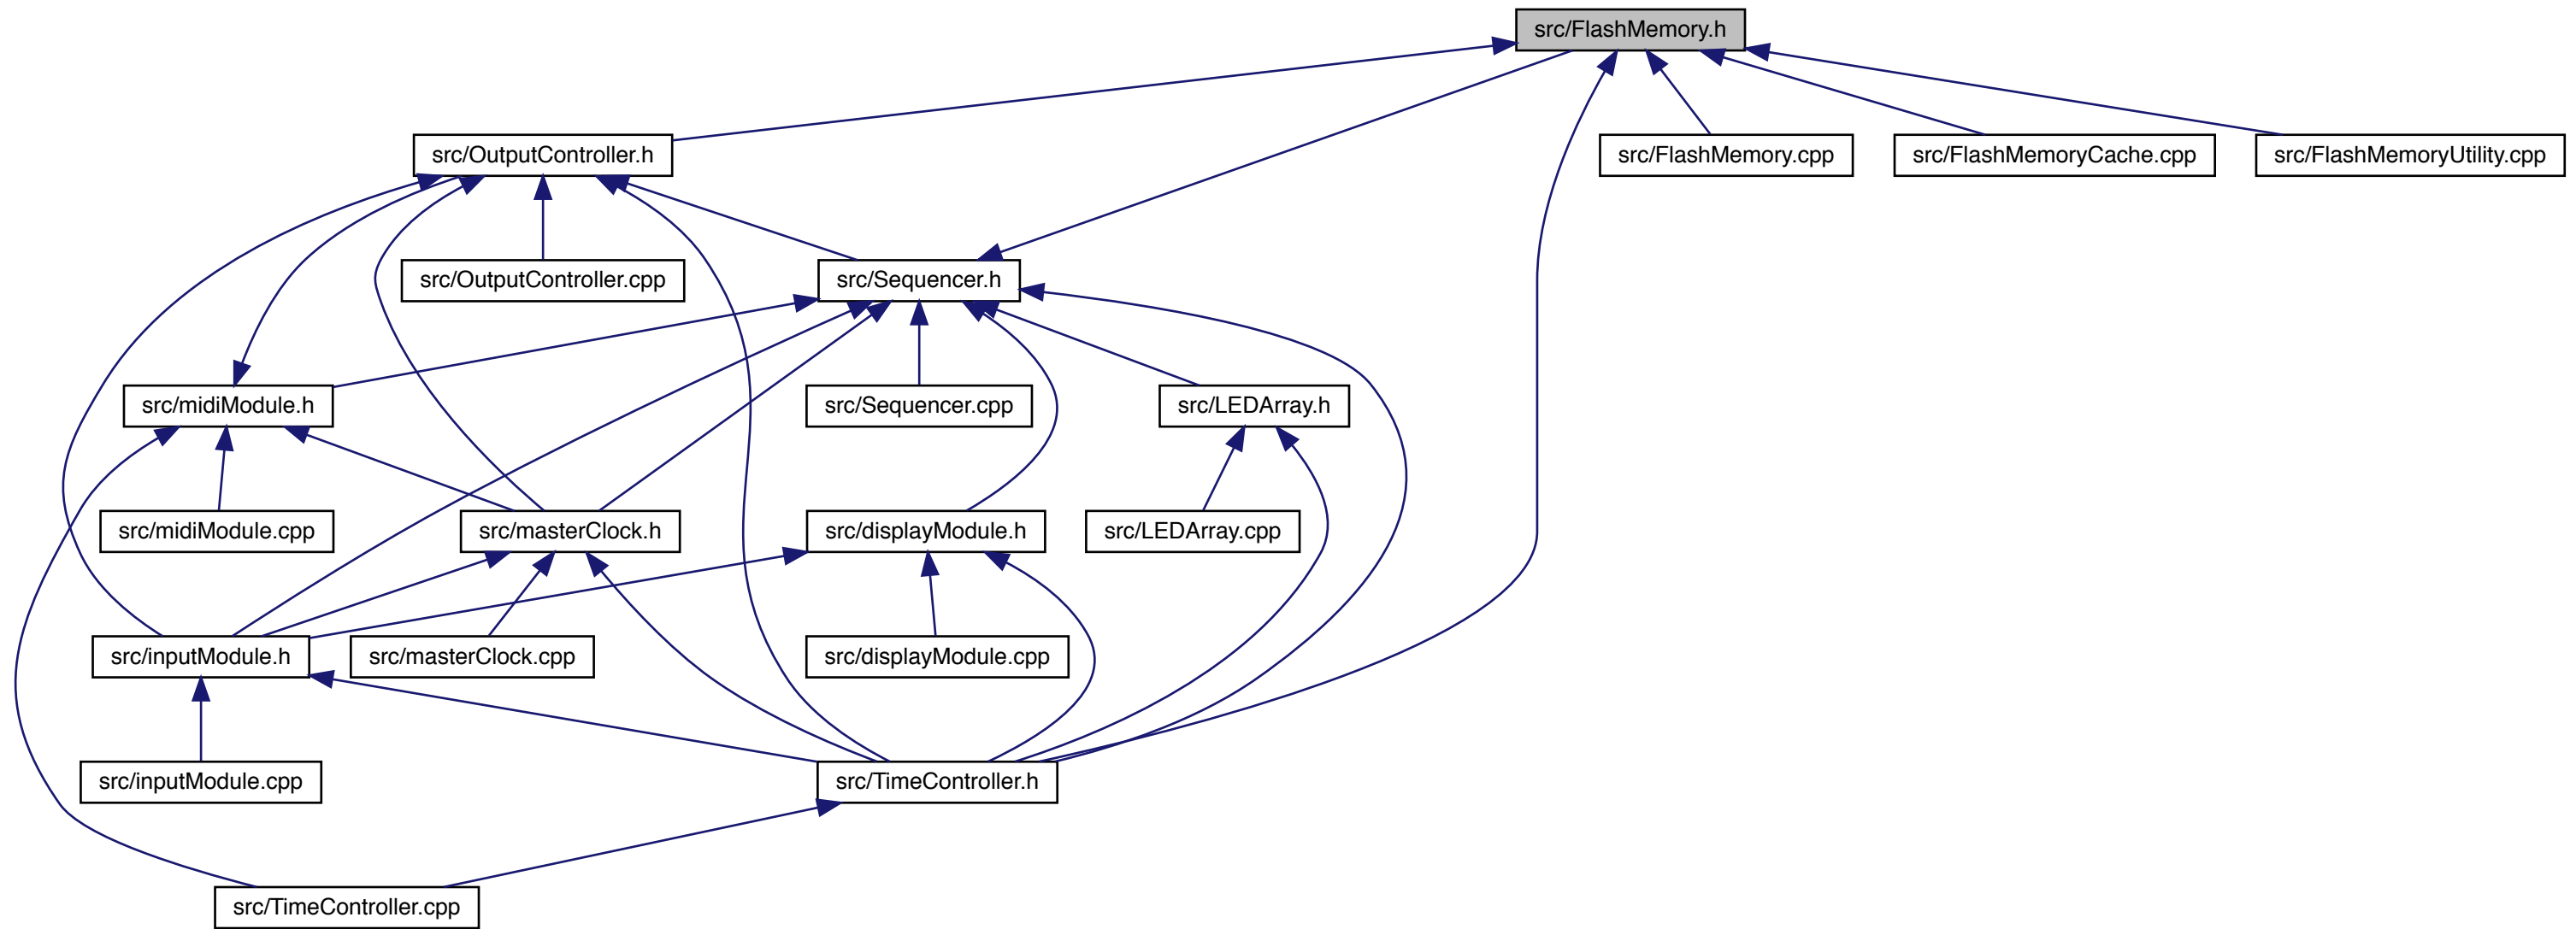 src/FlashMemory.h
src/OutputController.h
src/FlashMemory.cpp
src/FlashMemoryCache.cpp
src/FlashMemoryUtility.cpp
src/OutputController.cpp
src/Sequencer.h
src/midiModule.h
src/Sequencer.cpp
src/LEDArray.h
src/midiModule.cpp
src/masterClock.h
src/displayModule.h
src/LEDArray.cpp
src/inputModule.h
src/masterClock.cpp
src/displayModule.cpp
src/inputModule.cpp
src/TimeController.h
src/TimeController.cpp